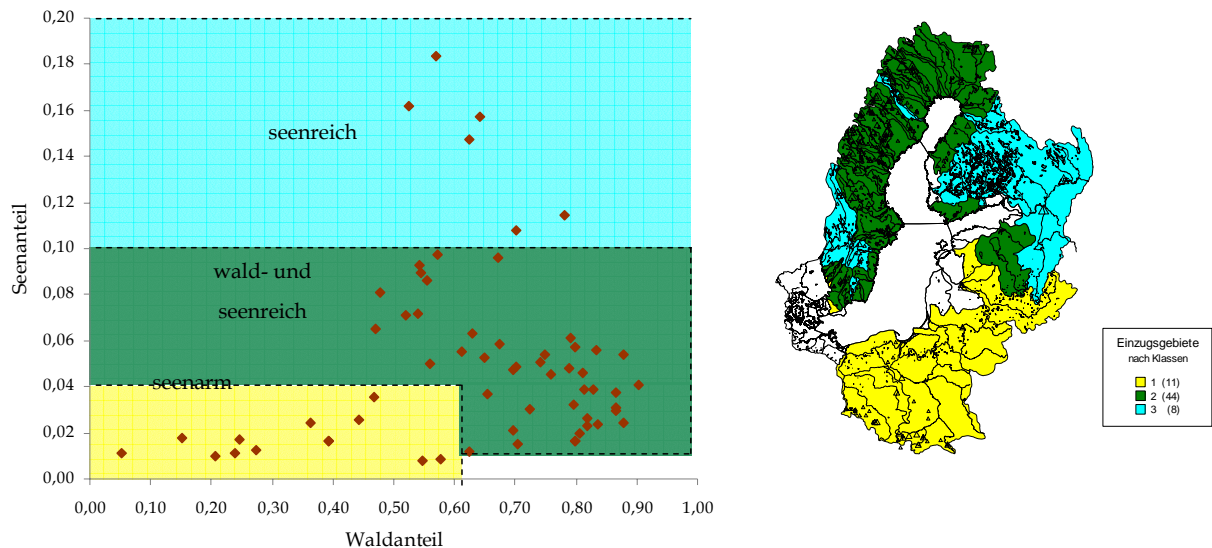 0,20
0,18
0,16
0,14
0,12
0,10
0,08
0,06
0,04
0,02
0,00
Seenanteil
seenreich
wald- und
seenreich
seenarm
0,00 0,10 0,20 0,30 0,40 0,50 0,60 0,70 0,80 0,90 1,00
Waldanteil
Einzugsgebiete
nach Klassen
1 (11)
2 (44)
3 (8)